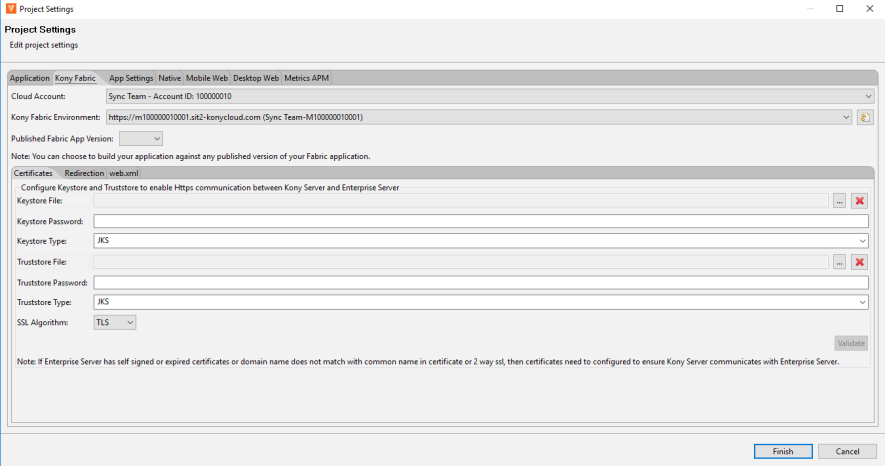 Project Settings
Project Settings
Edit project settings
Application Kony Fabric App Settings Native Mobile Web Desktop Web Metrics APM
Cloud Account: Sync Team - Account ID: 100000010
Kony Fabric Environment: https://m100000010001.sit2-konycloud.com (Sync Team-M100000010001)
Published Fabric App Version:
Note: You can choose to build your application against any published version of your Fabric application.
Certificates Redirection web.xml
Configure Keystore and Truststore to enable Https communication between Kony Server and Enterprise Server
Keystore File: ...
Keystore Password:
Keystore Type: JKS
Truststore File: ...
Truststore Password:
Truststore Type: JKS
SSL Algorithm: TLS
Validate
Note: If Enterprise Server has self signed or expired certificates or domain name does not match with common name in certificate or 2 way ssl, then certificates need to configured to ensure Kony Server communicates with Enterprise Server.
Finish Cancel